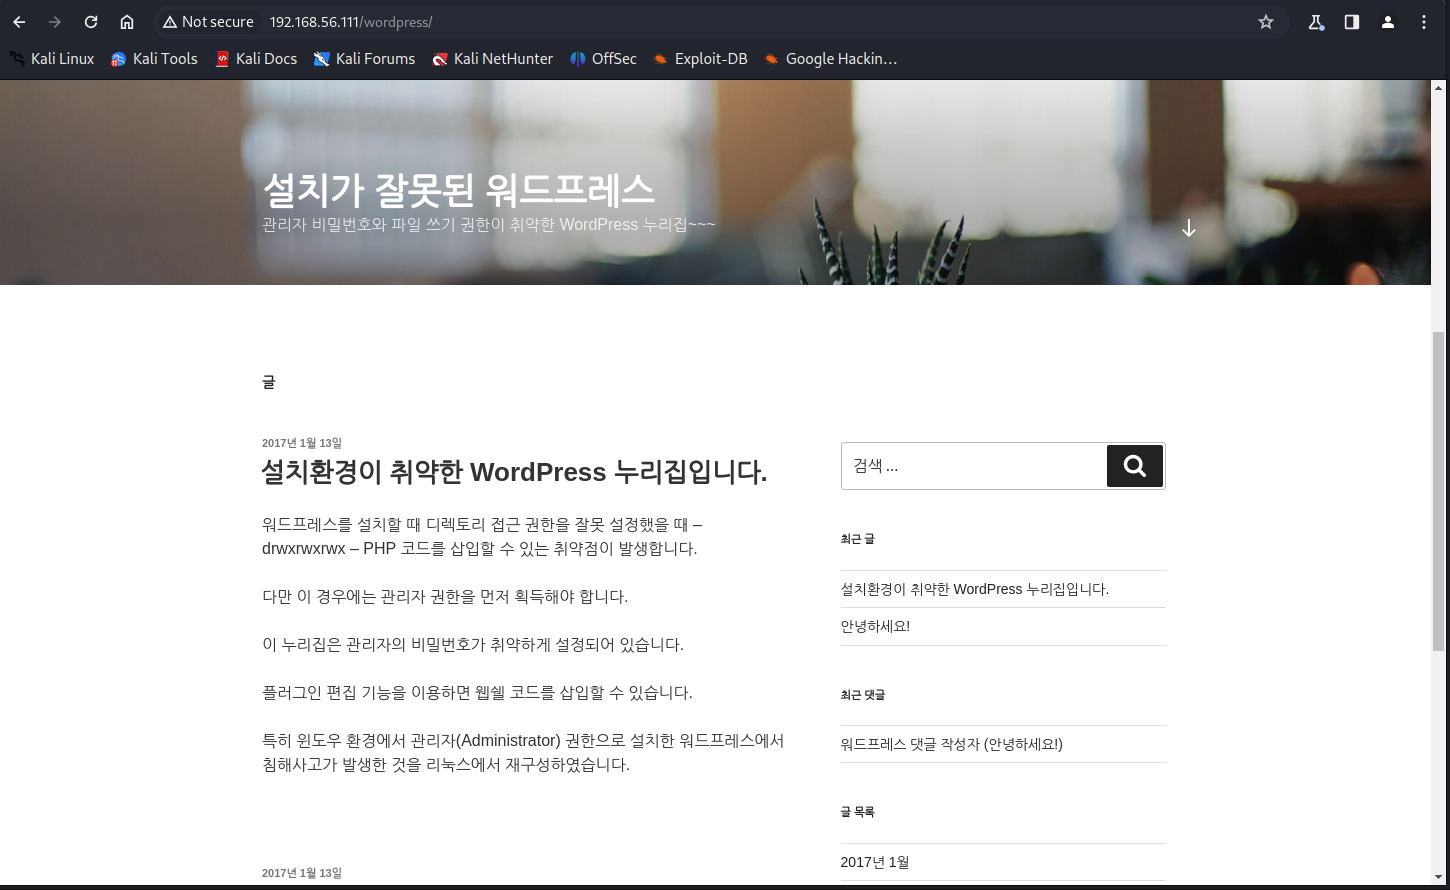 Not secure
192.168.56.111/wordpress/
Kali Linux
Kali Tools
Kali Docs
Kali Forums
Kali NetHunter
OffSec
Exploit-DB
Google Hackin...
설치가 잘못된 워드프레스
관리자 비밀번호와 파일 쓰기 권한이 취약한 WordPress 누리집~~~
글
2017년 1월 13일
설치환경이 취약한 WordPress 누리집입니다.
워드프레스를 설치할 때 디렉토리 접근 권한을 잘못 설정했을 때 –
drwxrwxrwx – PHP 코드를 삽입할 수 있는 취약점이 발생합니다.
다만 이 경우에는 관리자 권한을 먼저 획득해야 합니다.
이 누리집은 관리자의 비밀번호가 취약하게 설정되어 있습니다.
플러그인 편집 기능을 이용하면 웹쉘 코드를 삽입할 수 있습니다.
특히 윈도우 환경에서 관리자(Administrator) 권한으로 설치한 워드프레스에서
침해사고가 발생한 것을 리눅스에서 재구성하였습니다.
2017년 1월 13일
검색 ...
최근 글
설치환경이 취약한 WordPress 누리집입니다.
안녕하세요!
최근 댓글
워드프레스 댓글 작성자 (안녕하세요!)
글 목록
2017년 1월